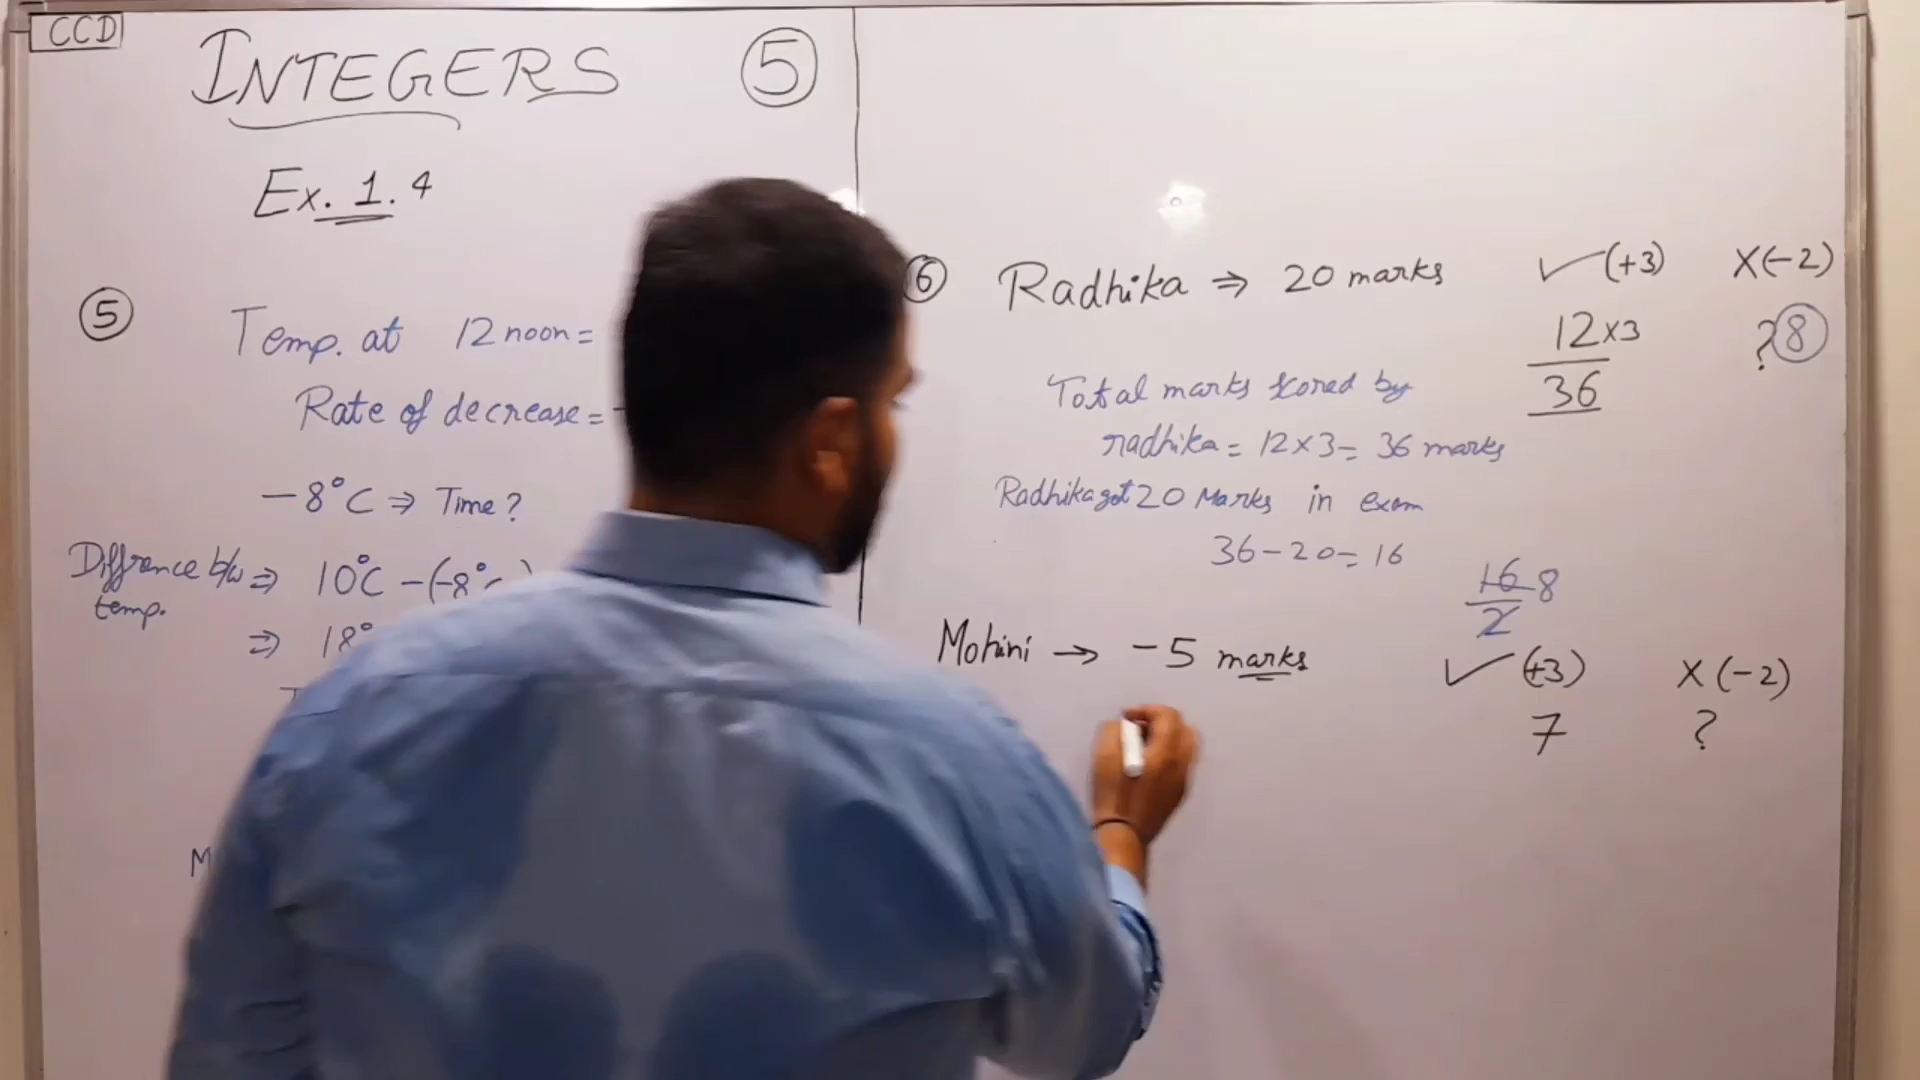 CCD
INTEGERS
5
Ex. 1.4
5
Temp. at 12 noon =
Rate of decrease =
-8°C ⇒ Time?
Diffrence b/w temp. ⇒ 10°C - (-8°
⇒ 18°
M
6
Radhika ⇒ 20 marks
✓ (+3) X (-2)
12 x 3 ? 8
36
Total marks scored by
radhika = 12 x 3 = 36 marks
Radhika got 20 Marks in exam
36 - 20 = 16
16 8
2
Mohini → -5 marks
✓ (+3) X (-2)
7 ?